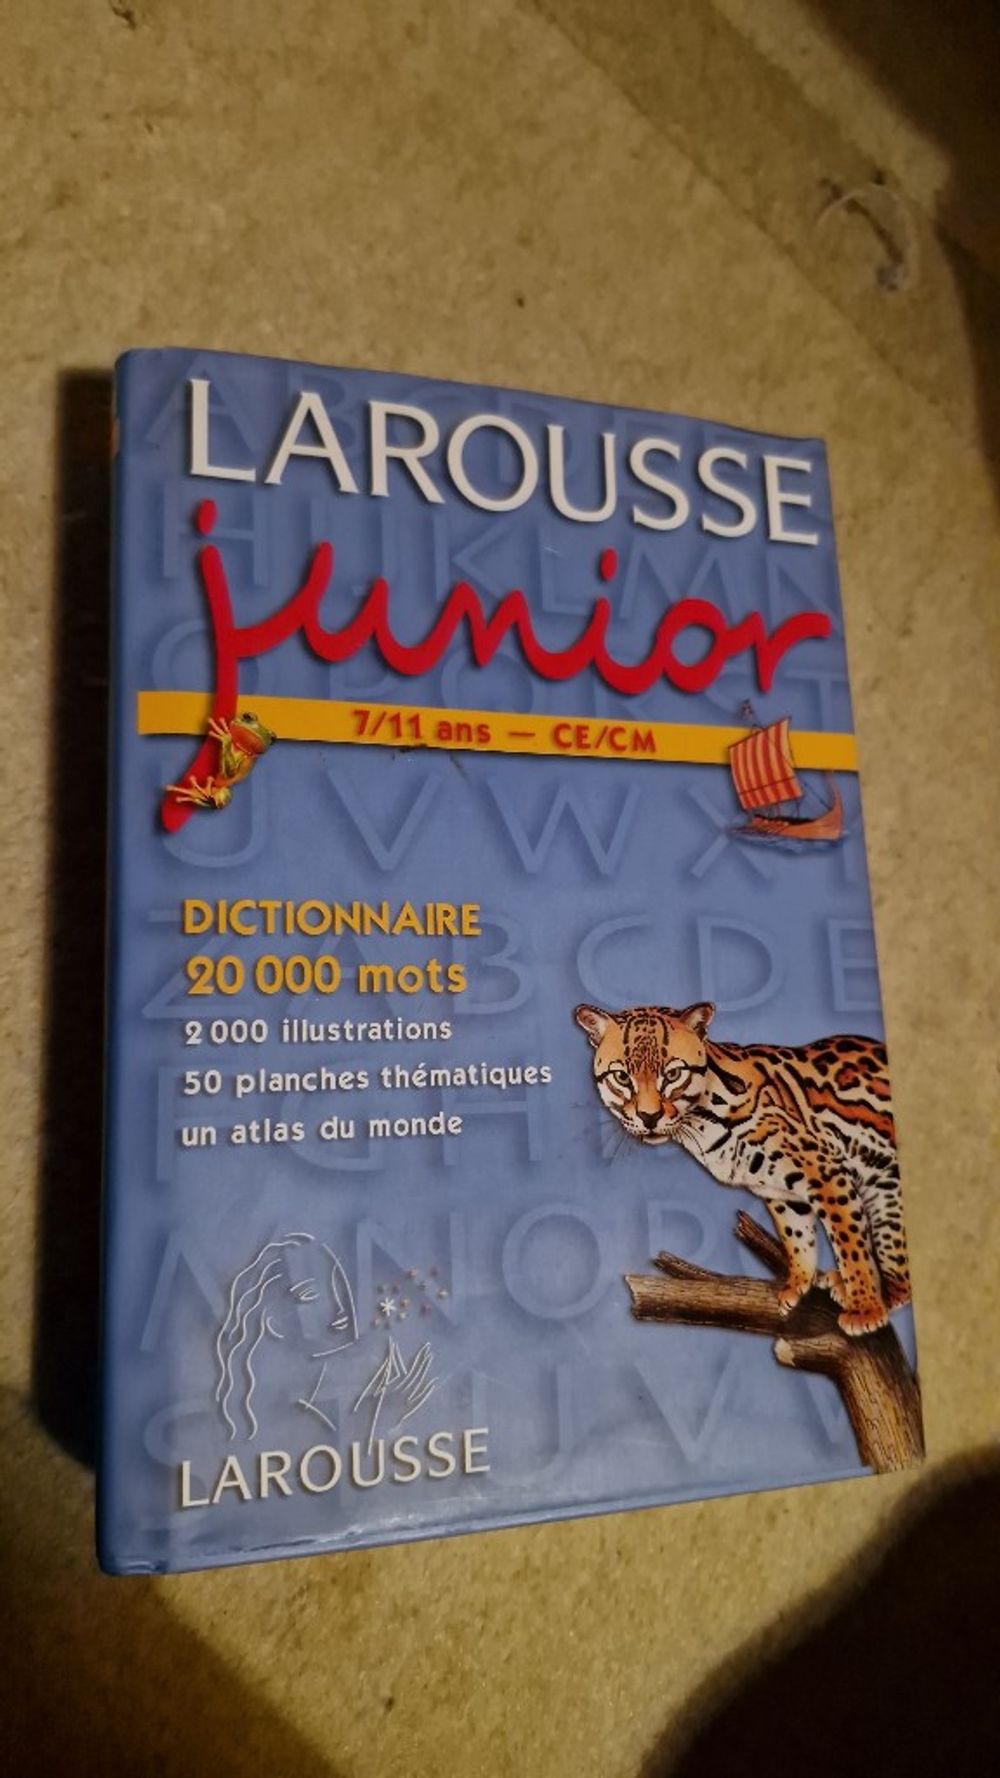 LAROUSSE
junior
7/11 ans — CE/CM
DICTIONNAIRE
20 000 mots
2 000 illustrations
50 planches thématiques
un atlas du monde
LAROUSSE